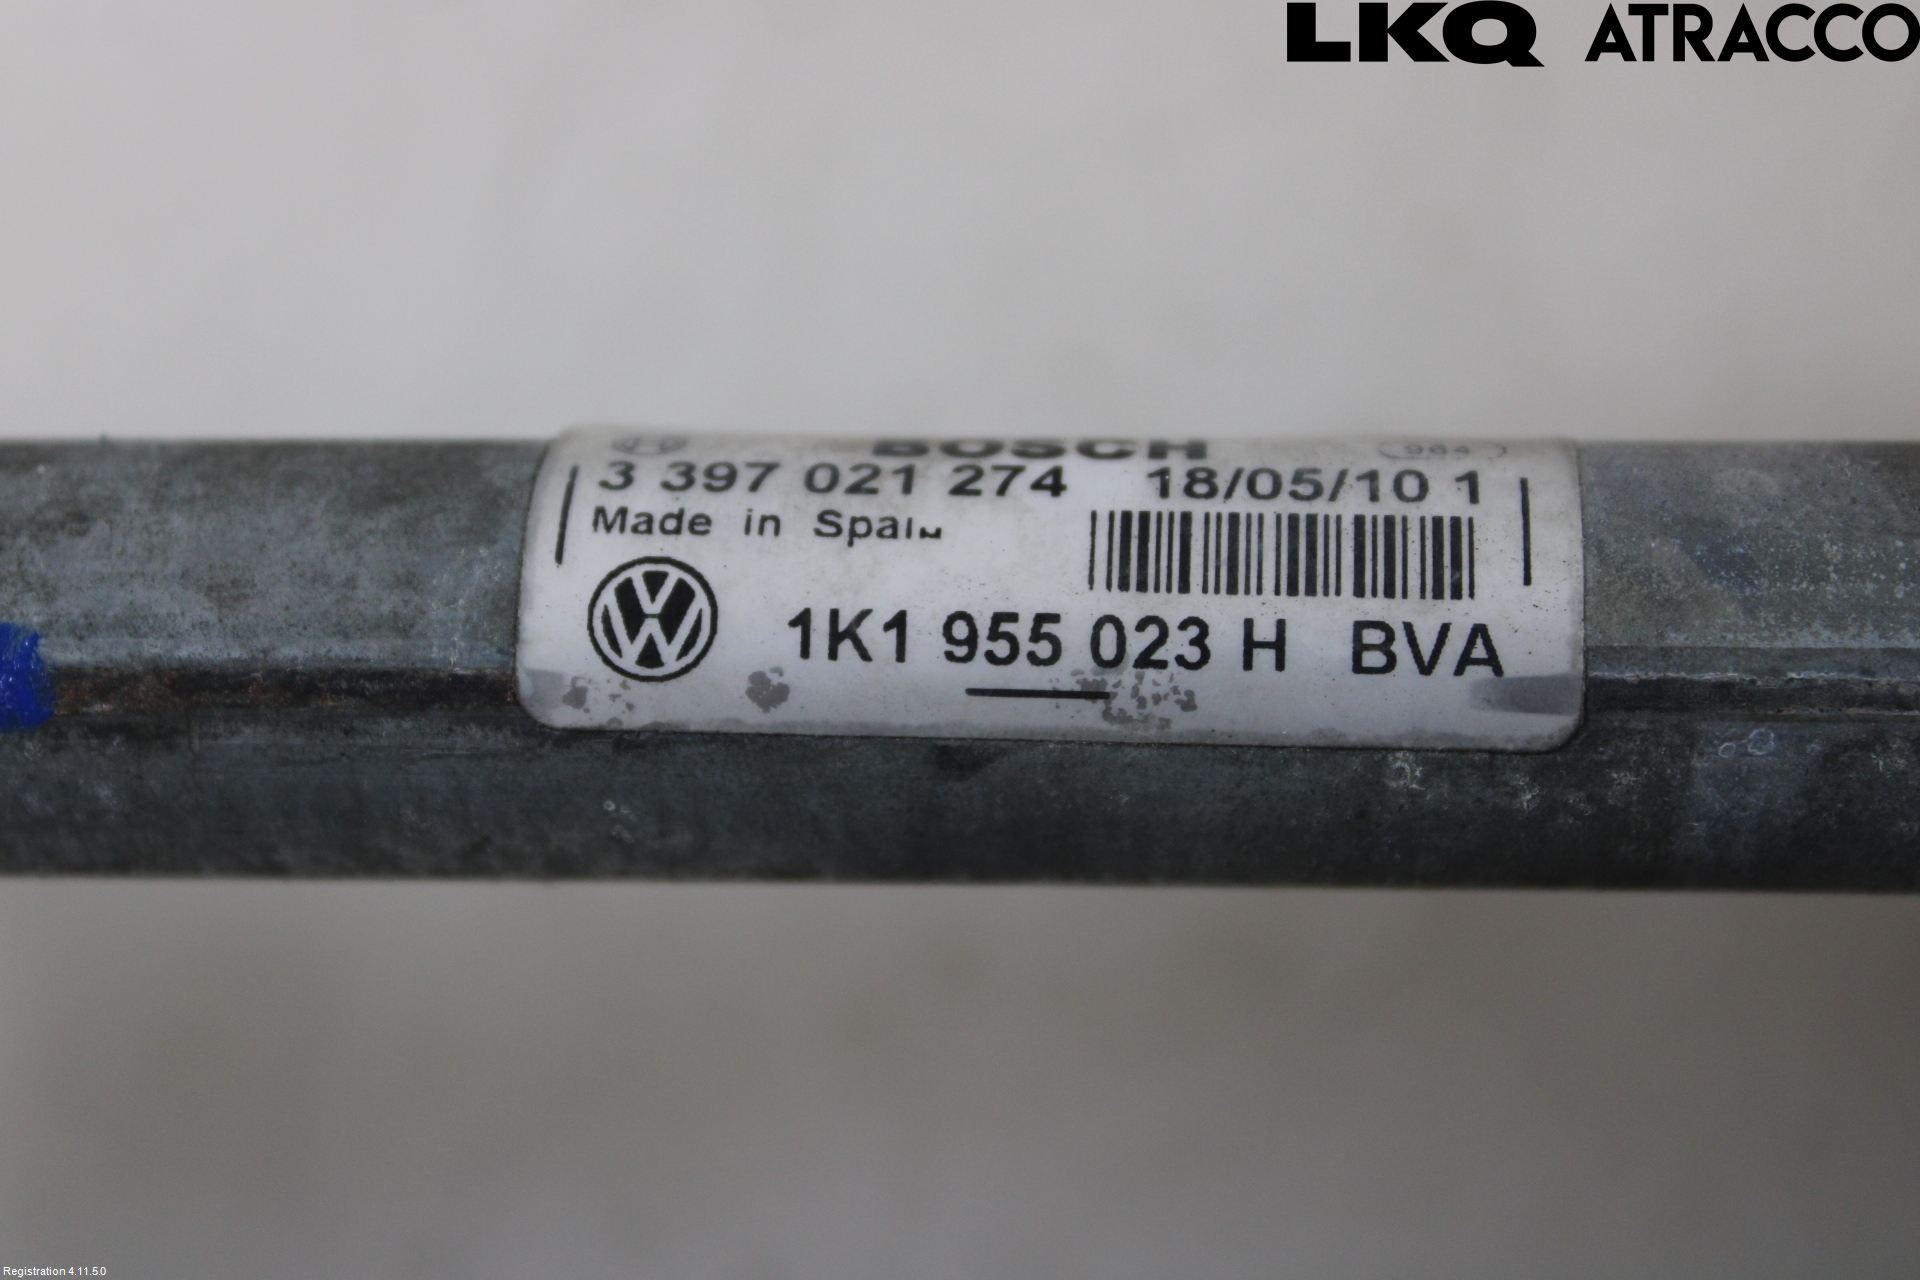 LKQ ATRACCO
BOSCH
3 397 021 274 18/05/10 1
Made in Spain
1K1 955 023 H BVA
Registration 4.11.5.0